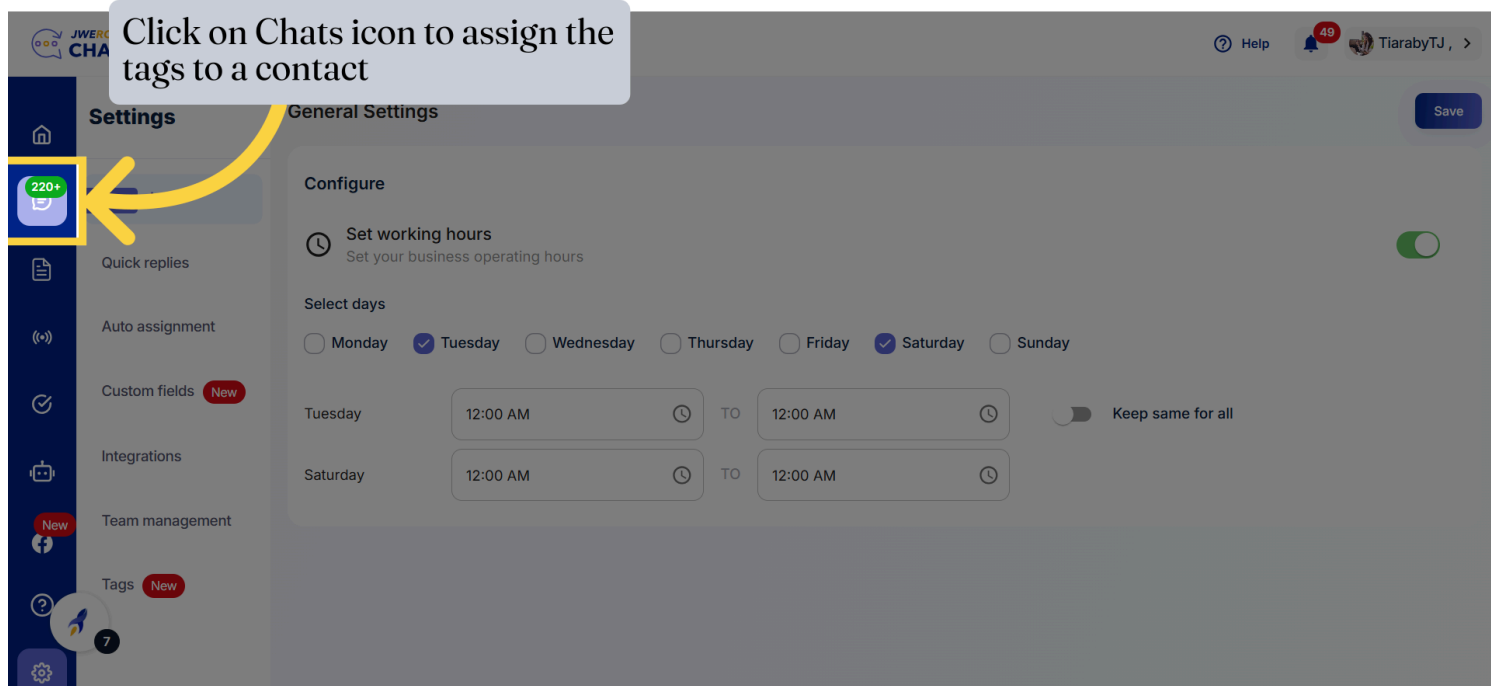 Click on Chats icon to assign the
tags to a contact
JWERO
CHA
Help
49
TiarabyTJ ,
Settings
General Settings
Save
220+
Configure
Set working hours
Set your business operating hours
Quick replies
Select days
Auto assignment
Monday Tuesday Wednesday Thursday Friday Saturday Sunday
Custom fields New
Tuesday 12:00 AM TO 12:00 AM Keep same for all
Integrations
Saturday 12:00 AM TO 12:00 AM
New
Team management
Tags New
7